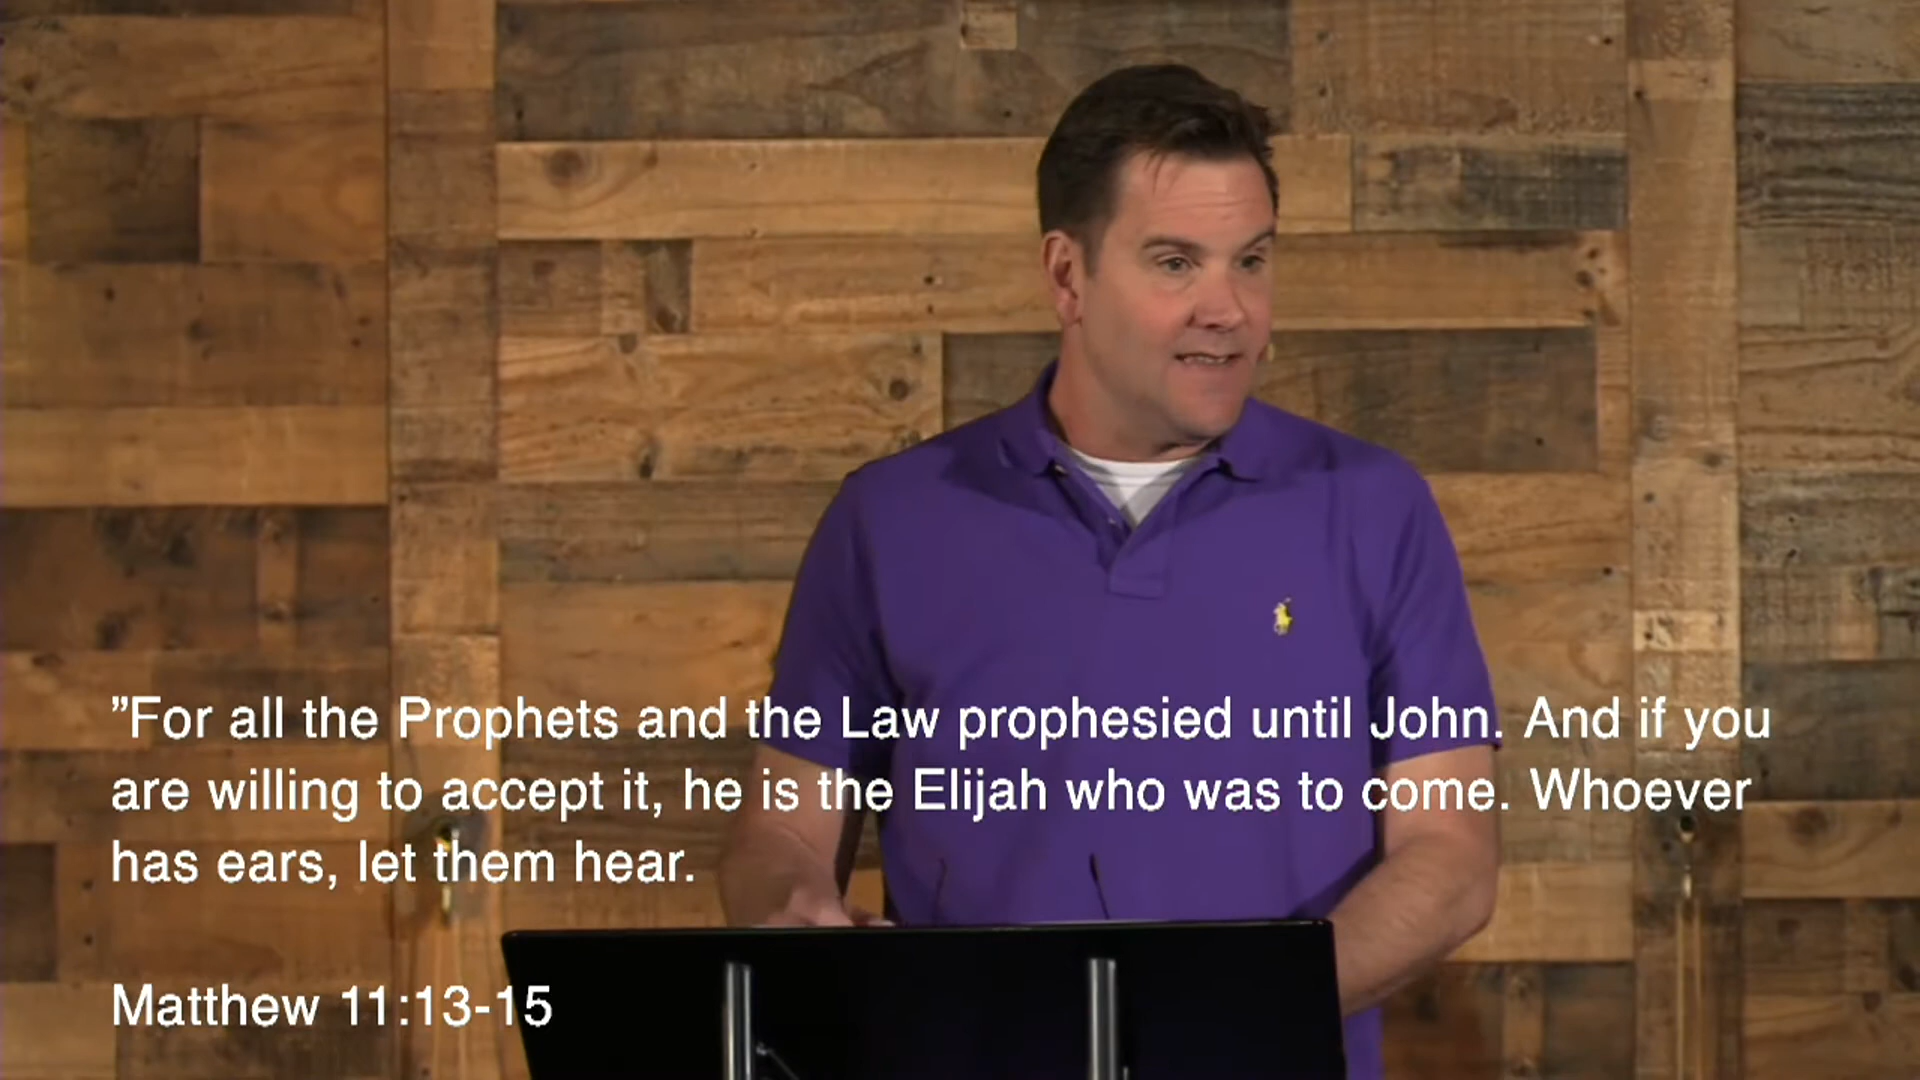 ”For all the Prophets and the Law prophesied until John. And if you
are willing to accept it, he is the Elijah who was to come. Whoever
has ears, let them hear.
Matthew 11:13-15